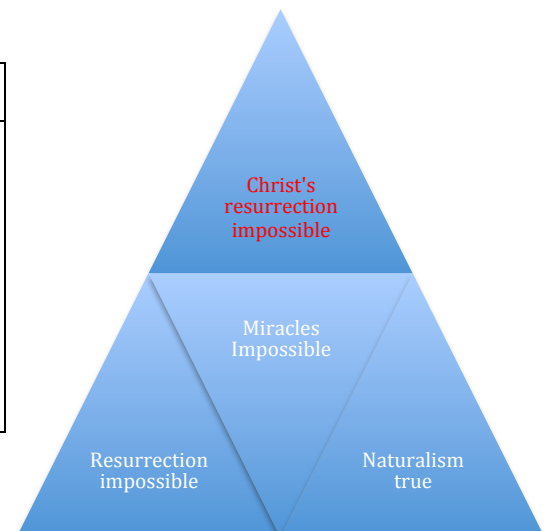 Christ's
resurrection
impossible
Miracles
Impossible
Resurrection
impossible
Naturalism
true